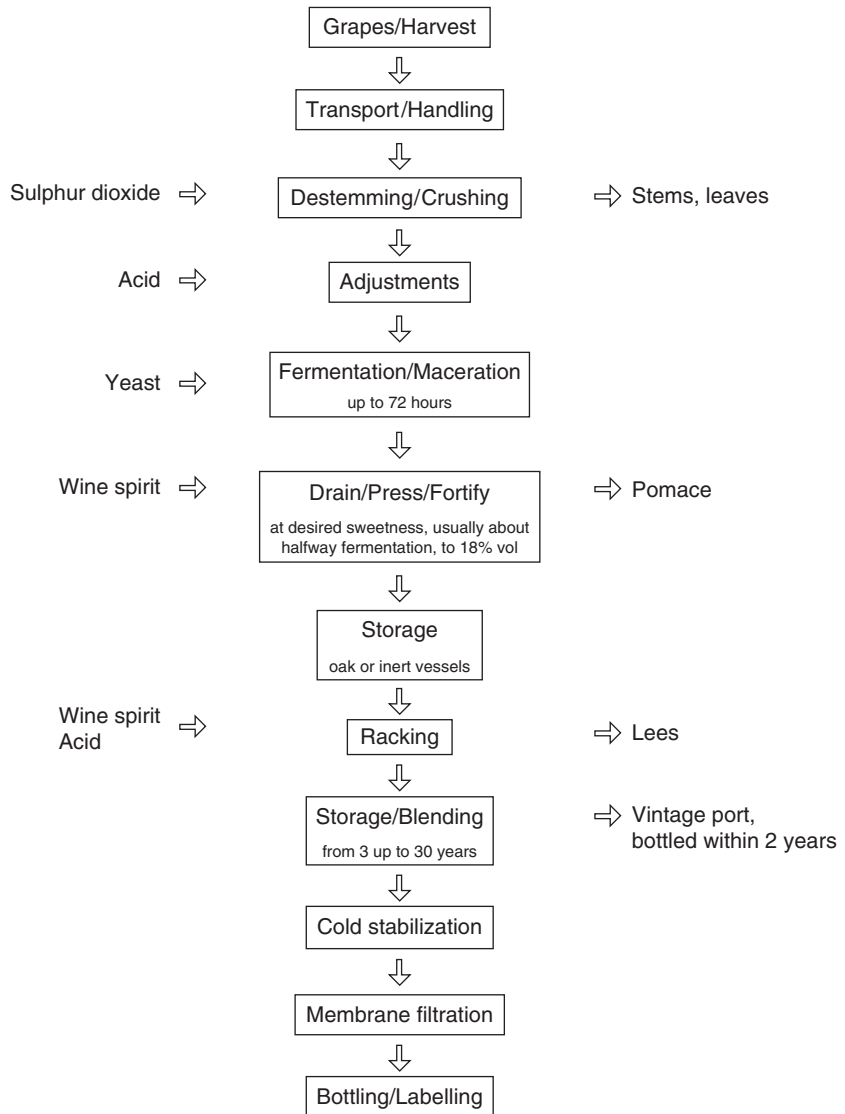 Grapes/Harvest
Transport/Handling
Sulphur dioxide
Destemming/Crushing
Stems, leaves
Acid
Adjustments
Yeast
Fermentation/Maceration
up to 72 hours
Wine spirit
Drain/Press/Fortify
at desired sweetness, usually about
halfway fermentation, to 18% vol
Pomace
Storage
oak or inert vessels
Wine spirit
Acid
Racking
Lees
Storage/Blending
from 3 up to 30 years
Vintage port,
bottled within 2 years
Cold stabilization
Membrane filtration
Bottling/Labelling